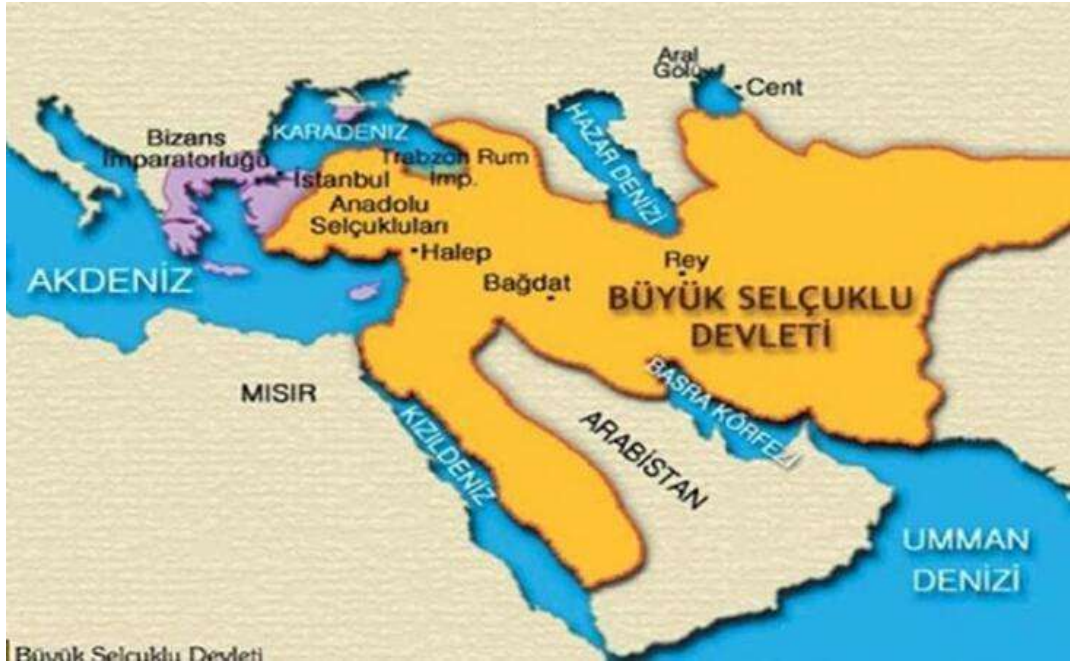 Aral
Gölü
Cent
HAZAR DENİZİ
KARADENİZ
Bizans
İmparatorluğu
İstanbul
Trabzon Rum
Imp.
Anadolu
Selçukluları
Halep
Rey
Bağdat
AKDENİZ
BÜYÜK SELÇUKLU
DEVLETİ
MISIR
BASRA KÖRFEZİ
KIZILDENİZ
ARABİSTAN
UMMAN
DENİZİ
Büyük Selçuklu Devleti